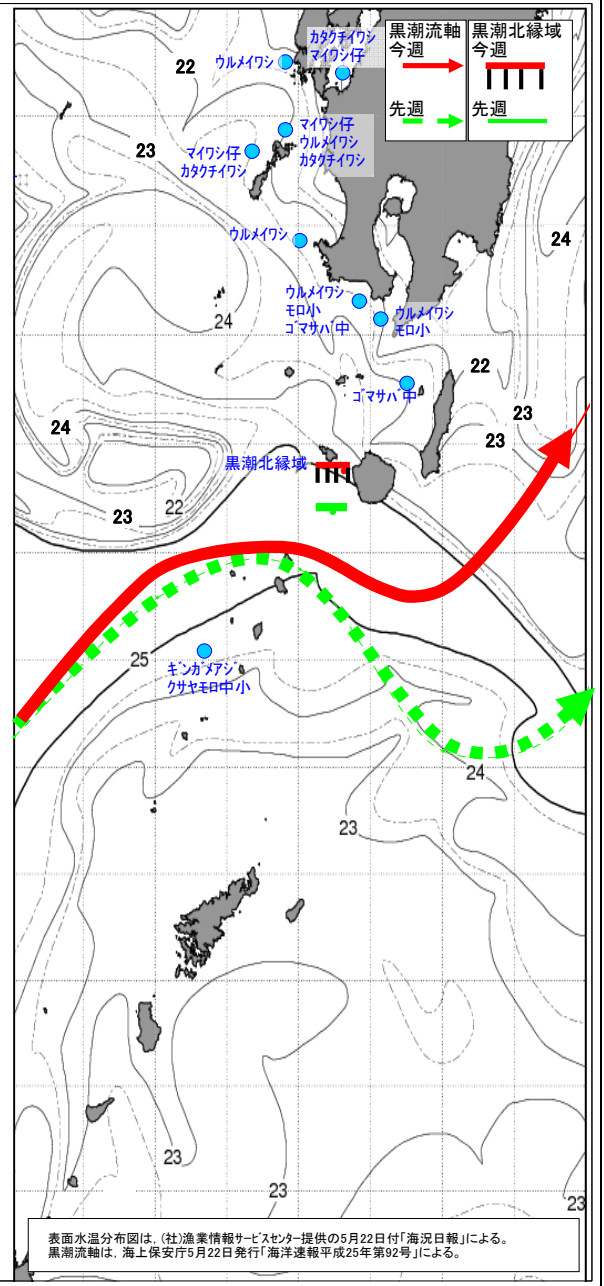 黒潮流軸
今週
先週
黒潮北縁域
今週
先週
カタクチイワシ
マイワシ仔
ウルメイワシ
22
23
マイワシ仔
ウルメイワシ
カタクチイワシ
マイワシ仔
カタクチイワシ
ウルメイワシ
24
ウルメイワシ
モロ小
ゴマサバ中
ウルメイワシ
モロ小
24
22
ゴマサバ中
23
24
23
黒潮北縁域
22
23
25
ギンガメアジ
クサヤモロ中小
24
23
23
23
23
表面水温分布図は，(社)漁業情報サービスセンター提供の5月22日付「海況日報」による。
黒潮流軸は，海上保安庁5月22日発行「海洋速報平成25年第92号」による。